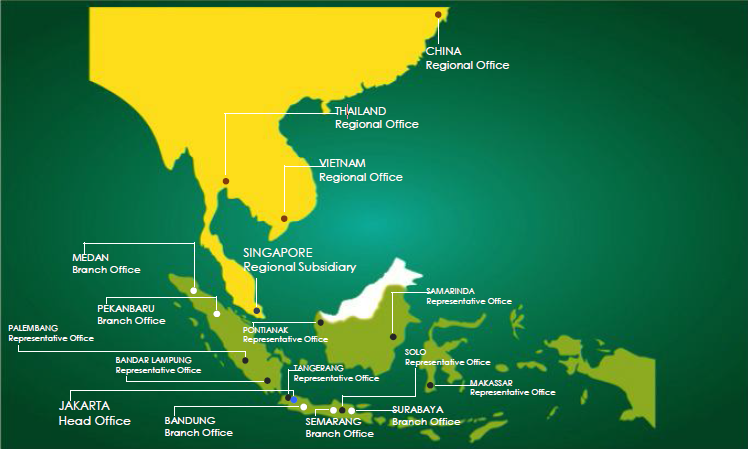 CHINA
Regional Office
THAILAND
Regional Office
VIETNAM
Regional Office
SINGAPORE
Regional Subsidiary
MEDAN
Branch Office
PEKANBARU
Branch Office
SAMARINDA
Representative Office
PALEMBANG
Representative Office
PONTIANAK
Representative Office
BANDAR LAMPUNG
Representative Office
SOLO
Representative Office
TANGERANG
Representative Office
MAKASSAR
Representative Office
JAKARTA
Head Office
BANDUNG
Branch Office
SEMARANG
Branch Office
SURABAYA
Branch Office